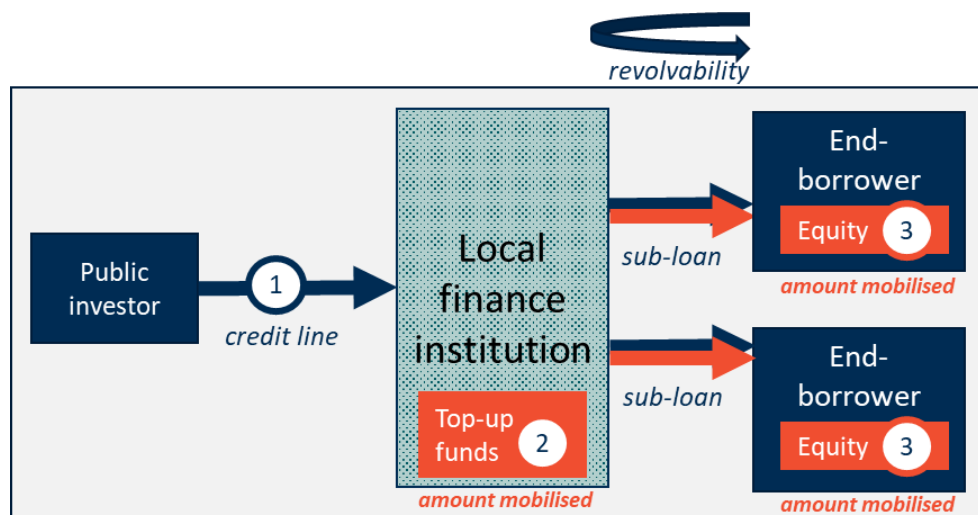 revolvability
Public
investor
1
credit line
Local
finance
institution
Top-up
funds
2
amount mobilised
sub-loan
End-
borrower
Equity
3
amount mobilised
sub-loan
End-
borrower
Equity
3
amount mobilised